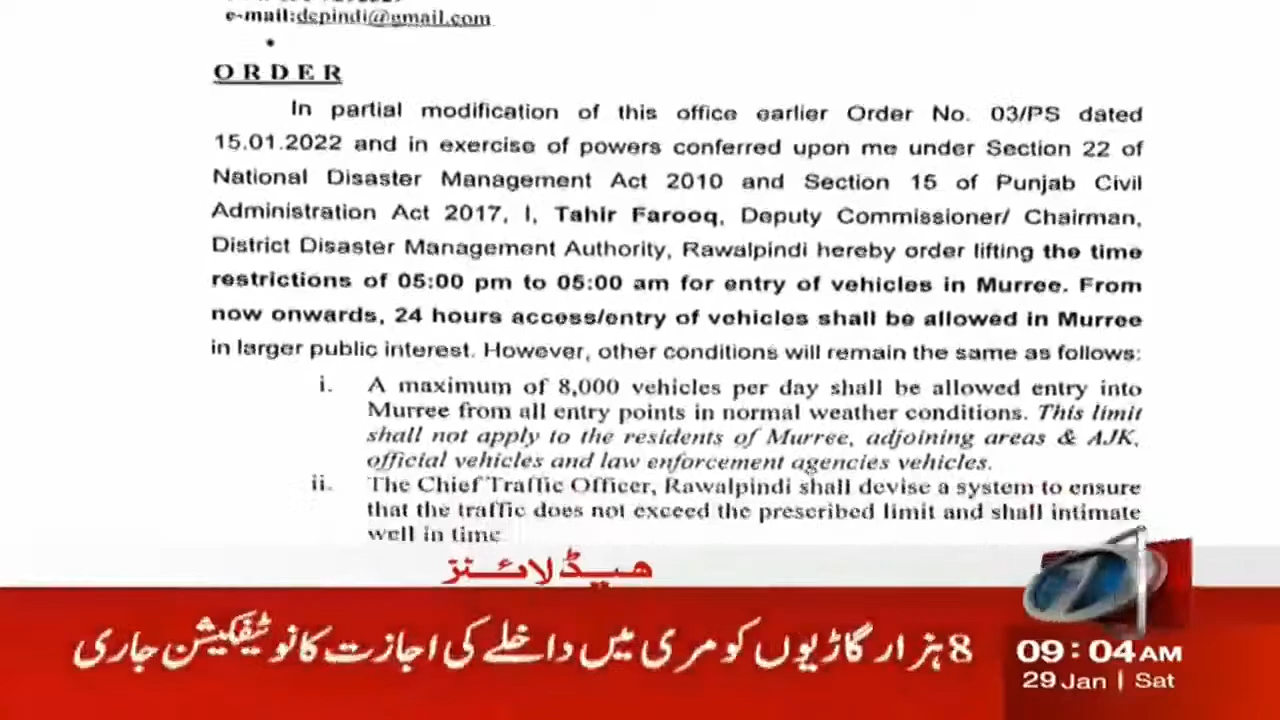 e-mail:dcpindi@gmail.com
ORDER
In partial modification of this office earlier Order No. 03/PS dated
15.01.2022 and in exercise of powers conferred upon me under Section 22 of
National Disaster Management Act 2010 and Section 15 of Punjab Civil
Administration Act 2017, I, Tahir Farooq, Deputy Commissioner/ Chairman,
District Disaster Management Authority, Rawalpindi hereby order lifting the time
restrictions of 05:00 pm to 05:00 am for entry of vehicles in Murree. From
now onwards, 24 hours access/entry of vehicles shall be allowed in Murree
in larger public interest. However, other conditions will remain the same as follows:
i. A maximum of 8,000 vehicles per day shall be allowed entry into
Murree from all entry points in normal weather conditions. This limit
shall not apply to the residents of Murree, adjoining areas & AJK,
official vehicles and law enforcement agencies vehicles.
ii. The Chief Traffic Officer, Rawalpindi shall devise a system to ensure
that the traffic does not exceed the prescribed limit and shall intimate
well in time
ہیڈلائنز
8 ہزار گاڑیوں کو مری میں داخلے کی اجازت کا نوٹیفکیشن جاری
09:04AM
29 Jan | Sat